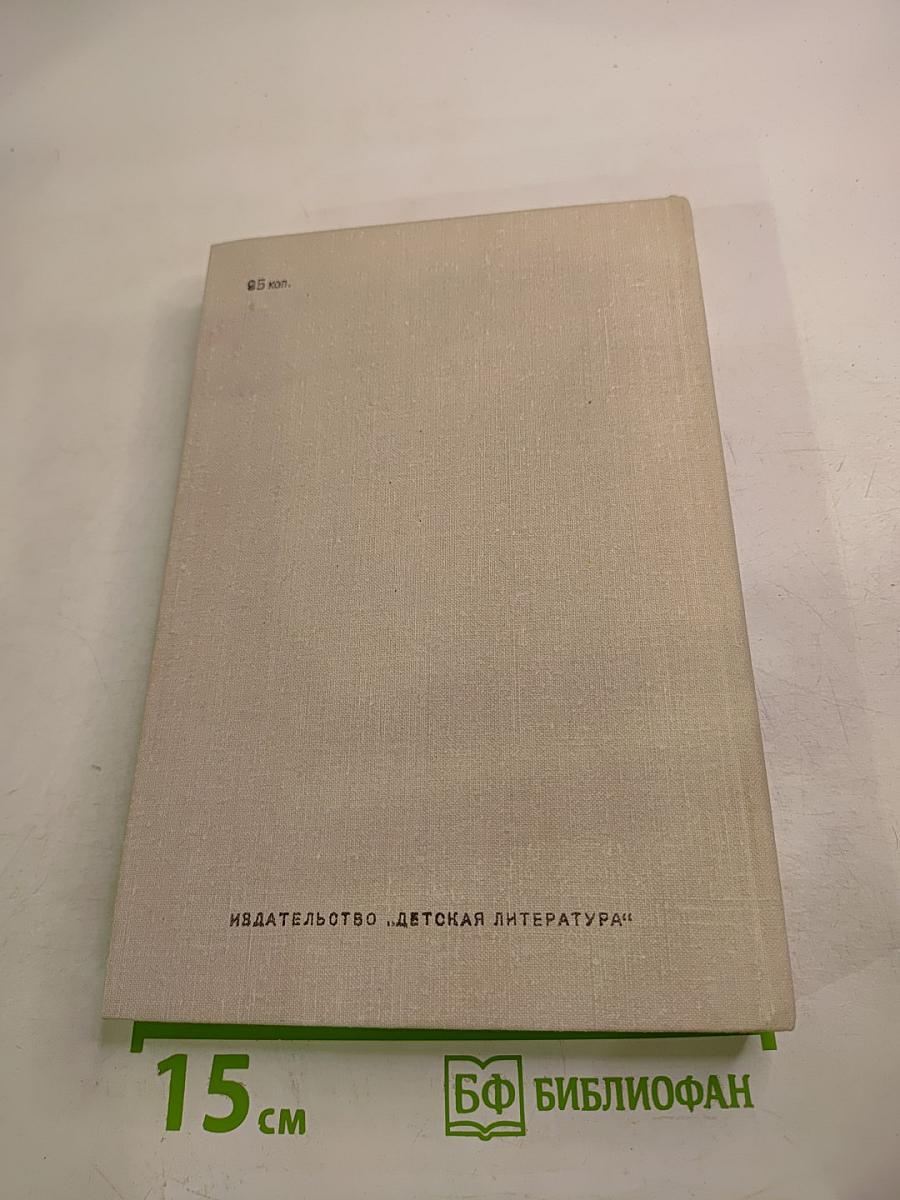 95 коп.
ИЗДАТЕЛЬСТВО „ДЕТСКАЯ ЛИТЕРАТУРА“
15 см
БФ БИБЛИОФАН